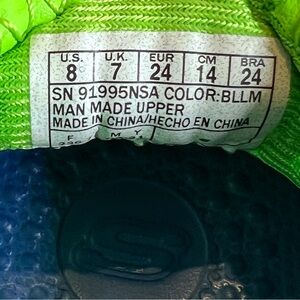 U.S. U.K. EUR CM BRA
8 7 24 14 24
SN 91995NSA COLOR:BLLM
MAN MADE UPPER
MADE IN CHINA/HECHO EN CHINA
F M Y